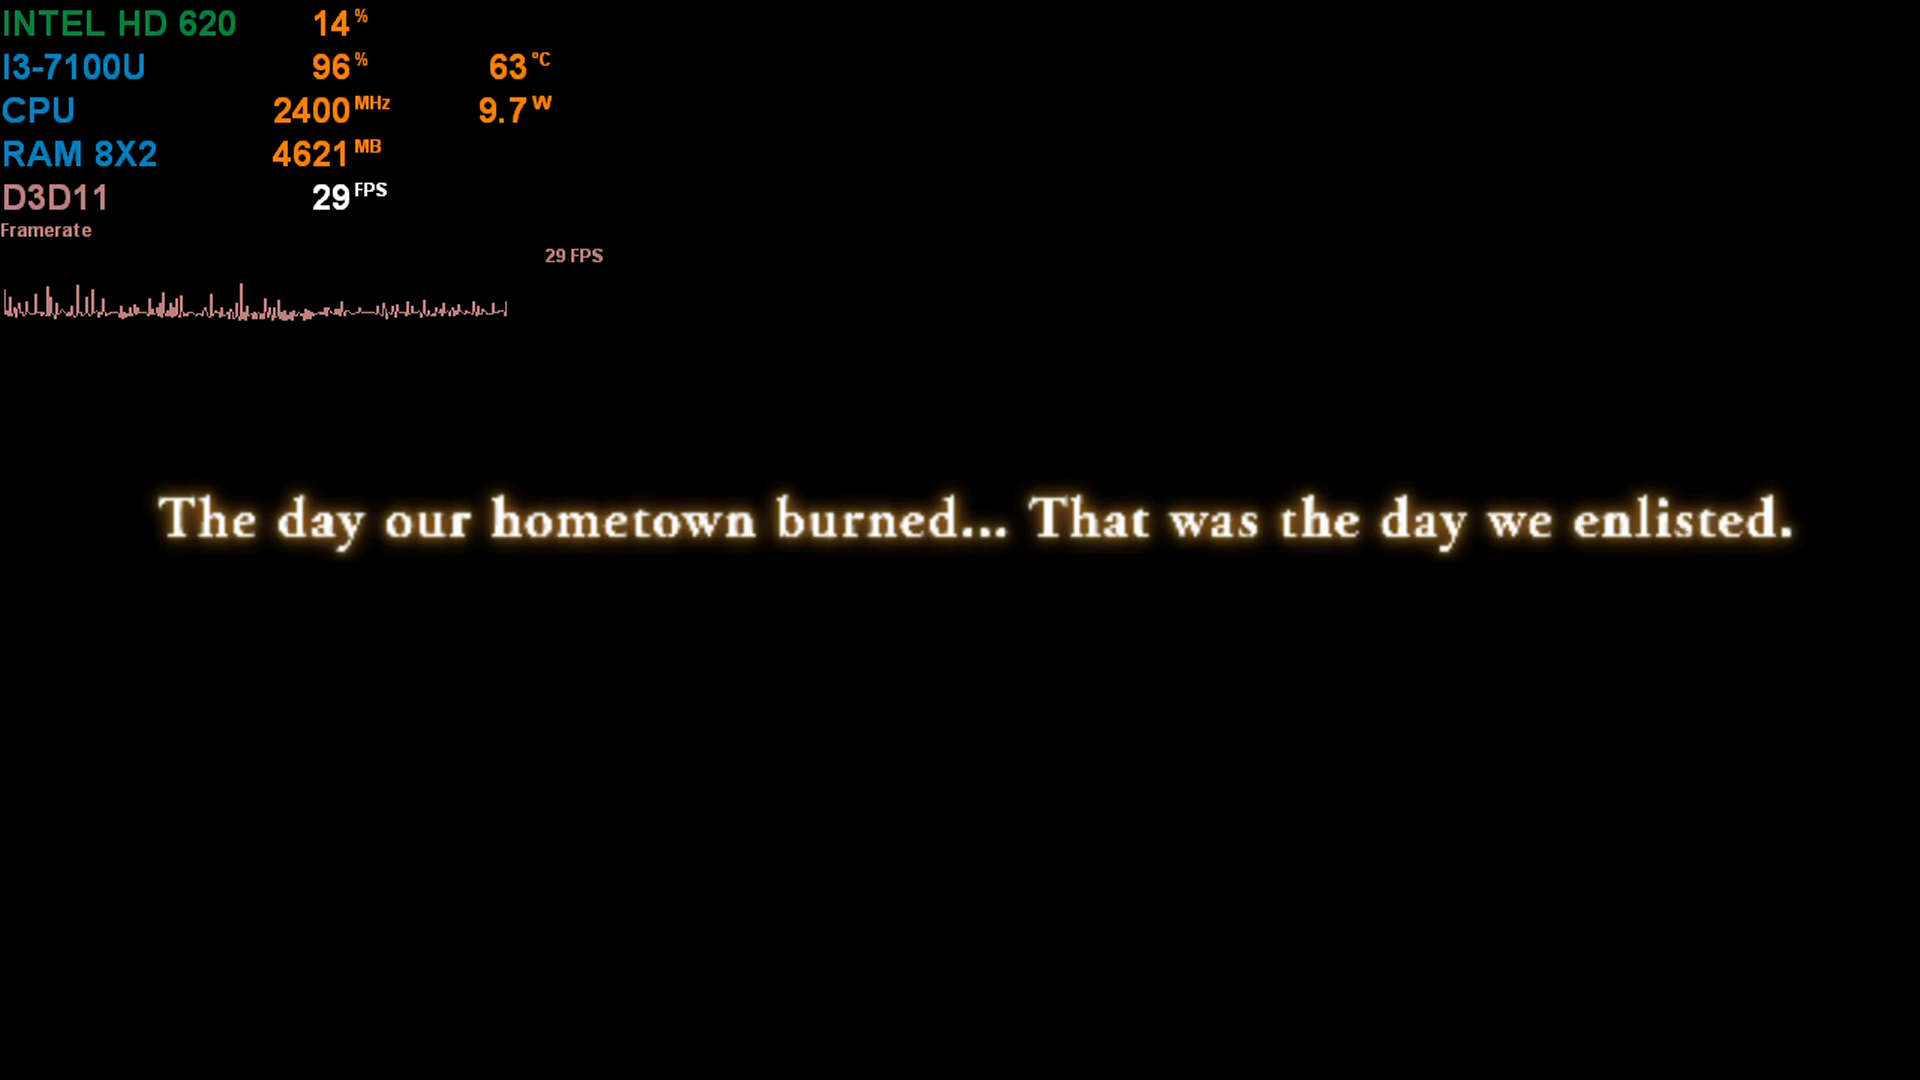 INTEL HD 620 14 %
I3-7100U 96 % 63 °C
CPU 2400 MHz 9.7 W
RAM 8X2 4621 MB
D3D11 29 FPS
Framerate
29 FPS
The day our hometown burned... That was the day we enlisted.